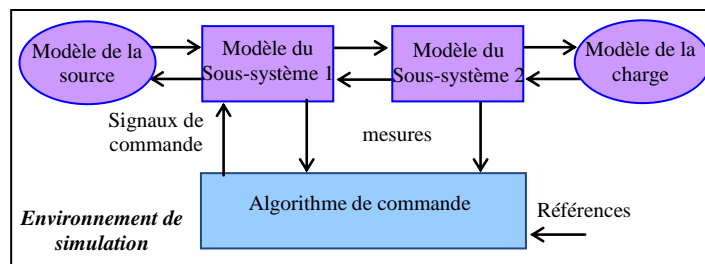 Modèle de la
source
Modèle du
Sous-système 1
Modèle du
Sous-système 2
Modèle de la
charge
Signaux de
commande
mesures
Algorithme de commande
Références
Environnement de
simulation